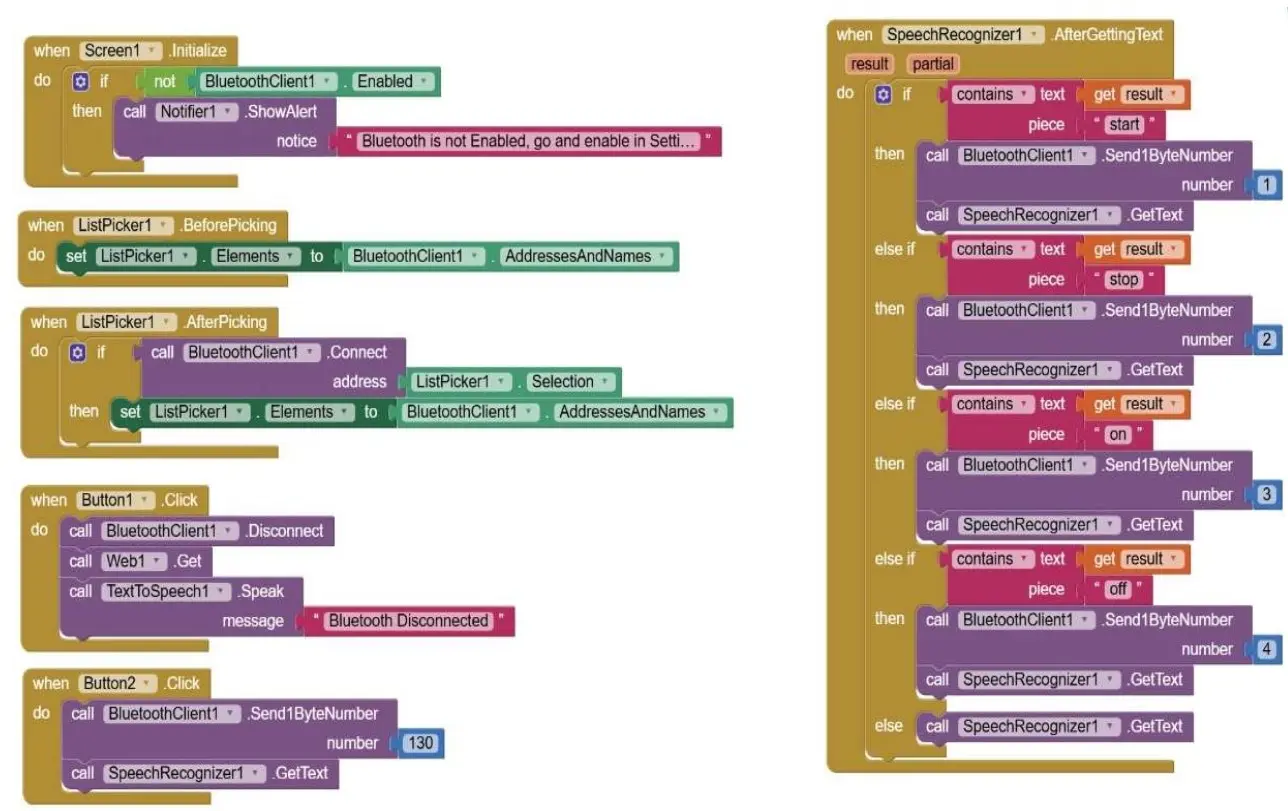 when Screen1 .Initialize
do if not BluetoothClient1 . Enabled
then call Notifier1 .ShowAlert
notice " Bluetooth is not Enabled, go and enable in Setti... "
when ListPicker1 .BeforePicking
do set ListPicker1 . Elements to BluetoothClient1 . AddressesAndNames
when ListPicker1 .AfterPicking
do if call BluetoothClient1 .Connect
address ListPicker1 . Selection
then set ListPicker1 . Elements to BluetoothClient1 . AddressesAndNames
when Button1 .Click
do call BluetoothClient1 .Disconnect
call Web1 .Get
call TextToSpeech1 .Speak
message " Bluetooth Disconnected "
when Button2 .Click
do call BluetoothClient1 .Send1ByteNumber
number 130
call SpeechRecognizer1 .GetText
when SpeechRecognizer1 .AfterGettingText
result partial
do if contains text get result
piece " start "
then call BluetoothClient1 .Send1ByteNumber
number 1
call SpeechRecognizer1 .GetText
else if contains text get result
piece " stop "
then call BluetoothClient1 .Send1ByteNumber
number 2
call SpeechRecognizer1 .GetText
else if contains text get result
piece " on "
then call BluetoothClient1 .Send1ByteNumber
number 3
call SpeechRecognizer1 .GetText
else if contains text get result
piece " off "
then call BluetoothClient1 .Send1ByteNumber
number 4
call SpeechRecognizer1 .GetText
else call SpeechRecognizer1 .GetText